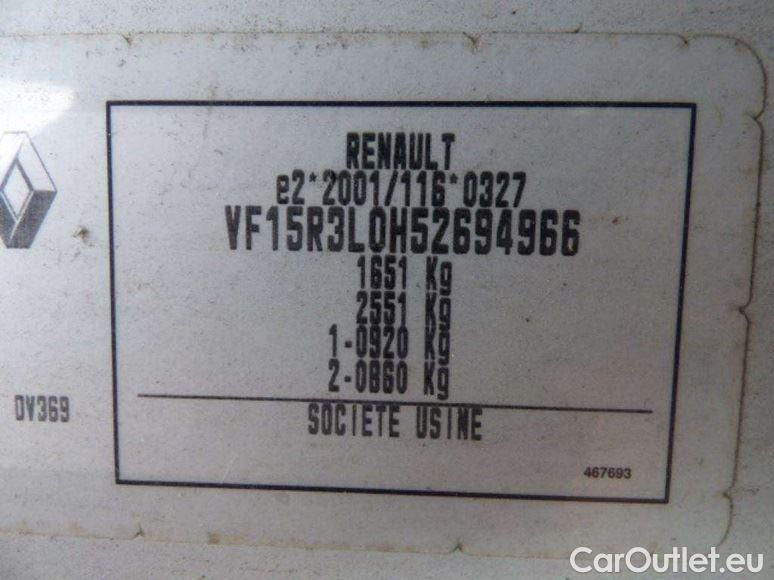 RENAULT
e2*2001/116*0327
VF15R3L0H52694966
1651 Kg
2551 Kg
1-0920 Kg
2-0860 Kg
DV369
SOCIETE USINE
467693
CarOutlet.eu